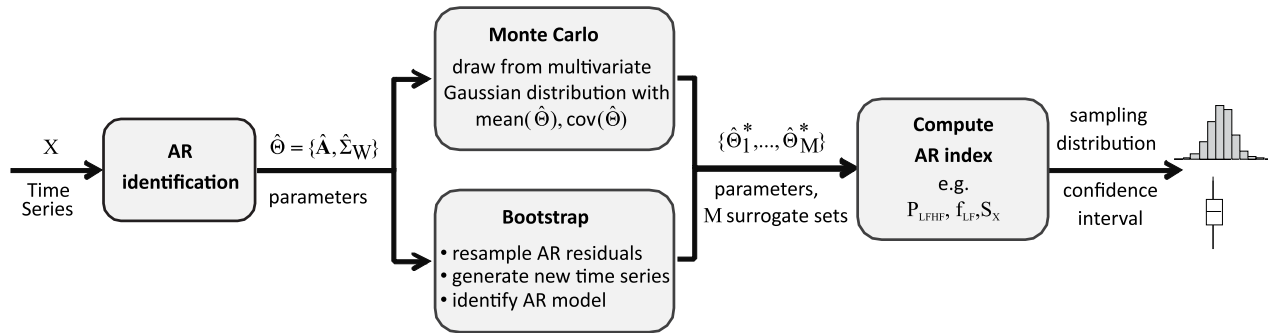 X
Time
Series
AR
identification
Θ̂ = {Â, Σ̂_W}
parameters
Monte Carlo
draw from multivariate
Gaussian distribution with
mean(Θ̂), cov(Θ̂)
Bootstrap
• resample AR residuals
• generate new time series
• identify AR model
{Θ̂*_1,...,Θ̂*_M}
parameters,
M surrogate sets
Compute
AR index
e.g.
P_LFHF, f_LF,S_X
sampling
distribution
confidence
interval